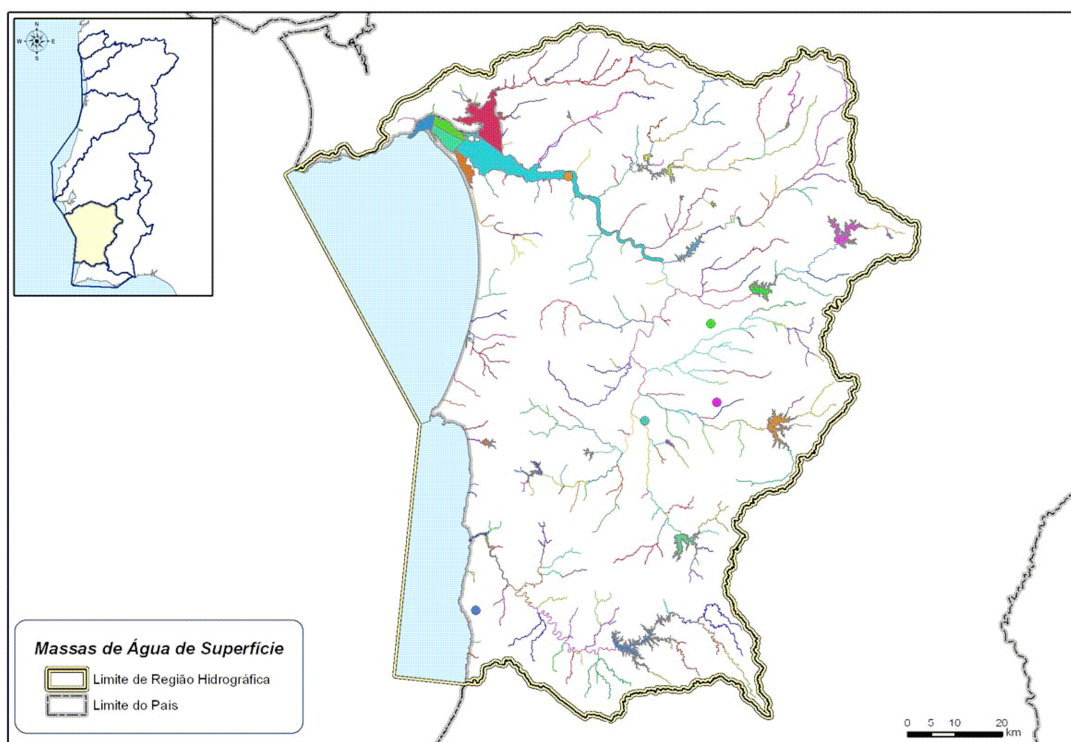 N
W E
S
Massas de Água de Superfície
Limite de Região Hidrográfica
Limite do País
0 5 10 20
km